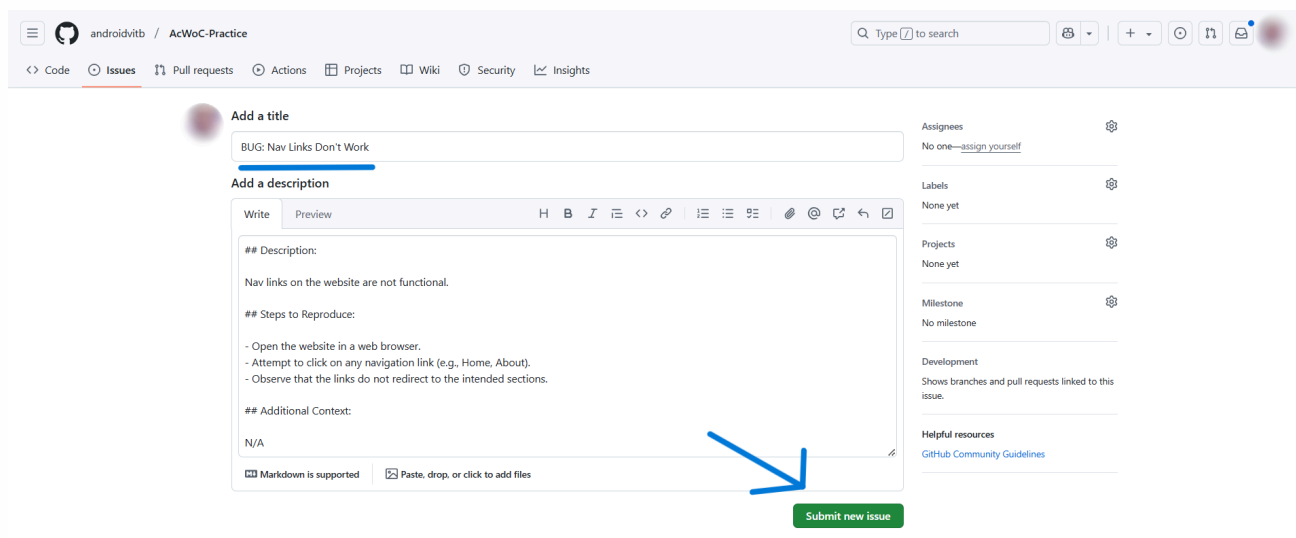 androidvitb / AcWoC-Practice
Type / to search
Code Issues Pull requests Actions Projects Wiki Security Insights
Add a title
BUG: Nav Links Don't Work
Add a description
Write Preview
## Description:
Nav links on the website are not functional.
## Steps to Reproduce:
- Open the website in a web browser.
- Attempt to click on any navigation link (e.g., Home, About).
- Observe that the links do not redirect to the intended sections.
## Additional Context:
N/A
Markdown is supported
Paste, drop, or click to add files
Submit new issue
Assignees
No one—assign yourself
Labels
None yet
Projects
None yet
Milestone
No milestone
Development
Shows branches and pull requests linked to this
issue.
Helpful resources
GitHub Community Guidelines